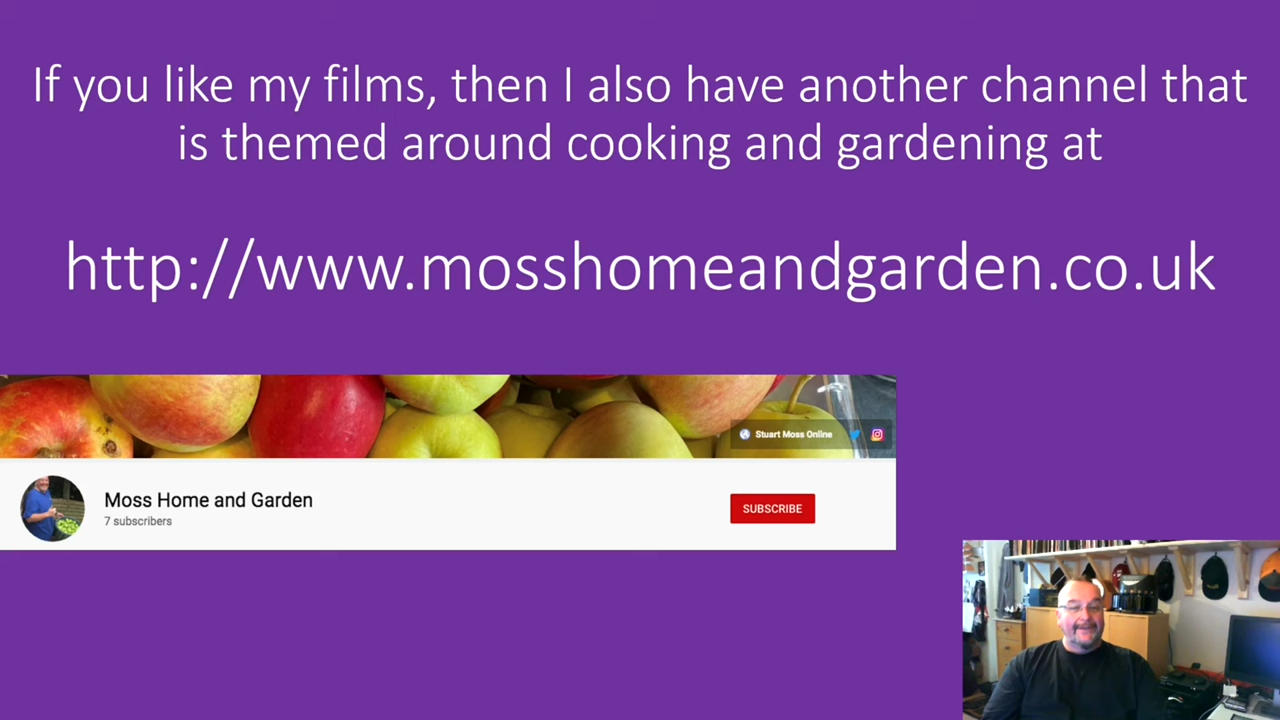 If you like my films, then I also have another channel that
is themed around cooking and gardening at
http://www.mosshomeandgarden.co.uk
Stuart Moss Online
Moss Home and Garden
7 subscribers
SUBSCRIBE